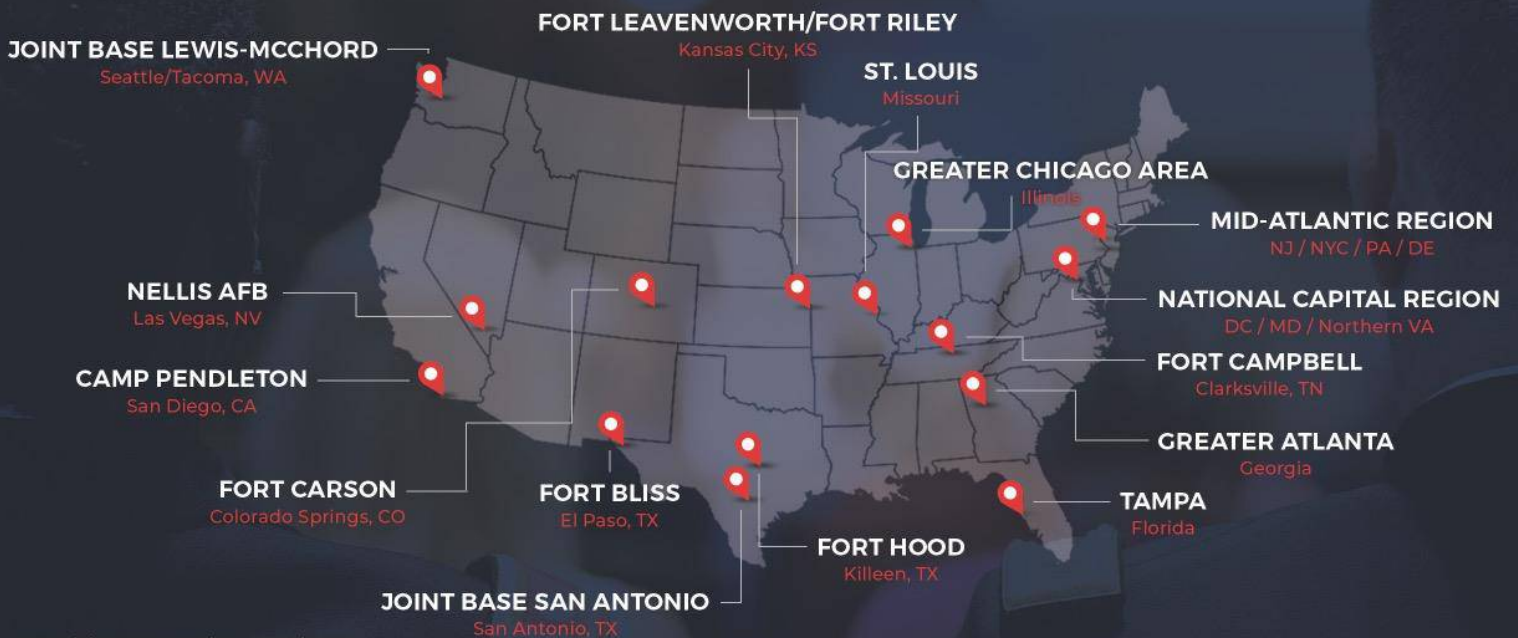 FORT LEAVENWORTH/FORT RILEY
Kansas City, KS
JOINT BASE LEWIS-MCCHORD
Seattle/Tacoma, WA
ST. LOUIS
Missouri
GREATER CHICAGO AREA
Illinois
MID-ATLANTIC REGION
NJ / NYC / PA / DE
NELLIS AFB
Las Vegas, NV
NATIONAL CAPITAL REGION
DC / MD / Northern VA
CAMP PENDLETON
San Diego, CA
FORT CAMPBELL
Clarksville, TN
GREATER ATLANTA
Georgia
FORT CARSON
Colorado Springs, CO
FORT BLISS
El Paso, TX
TAMPA
Florida
FORT HOOD
Killeen, TX
JOINT BASE SAN ANTONIO
San Antonio, TX